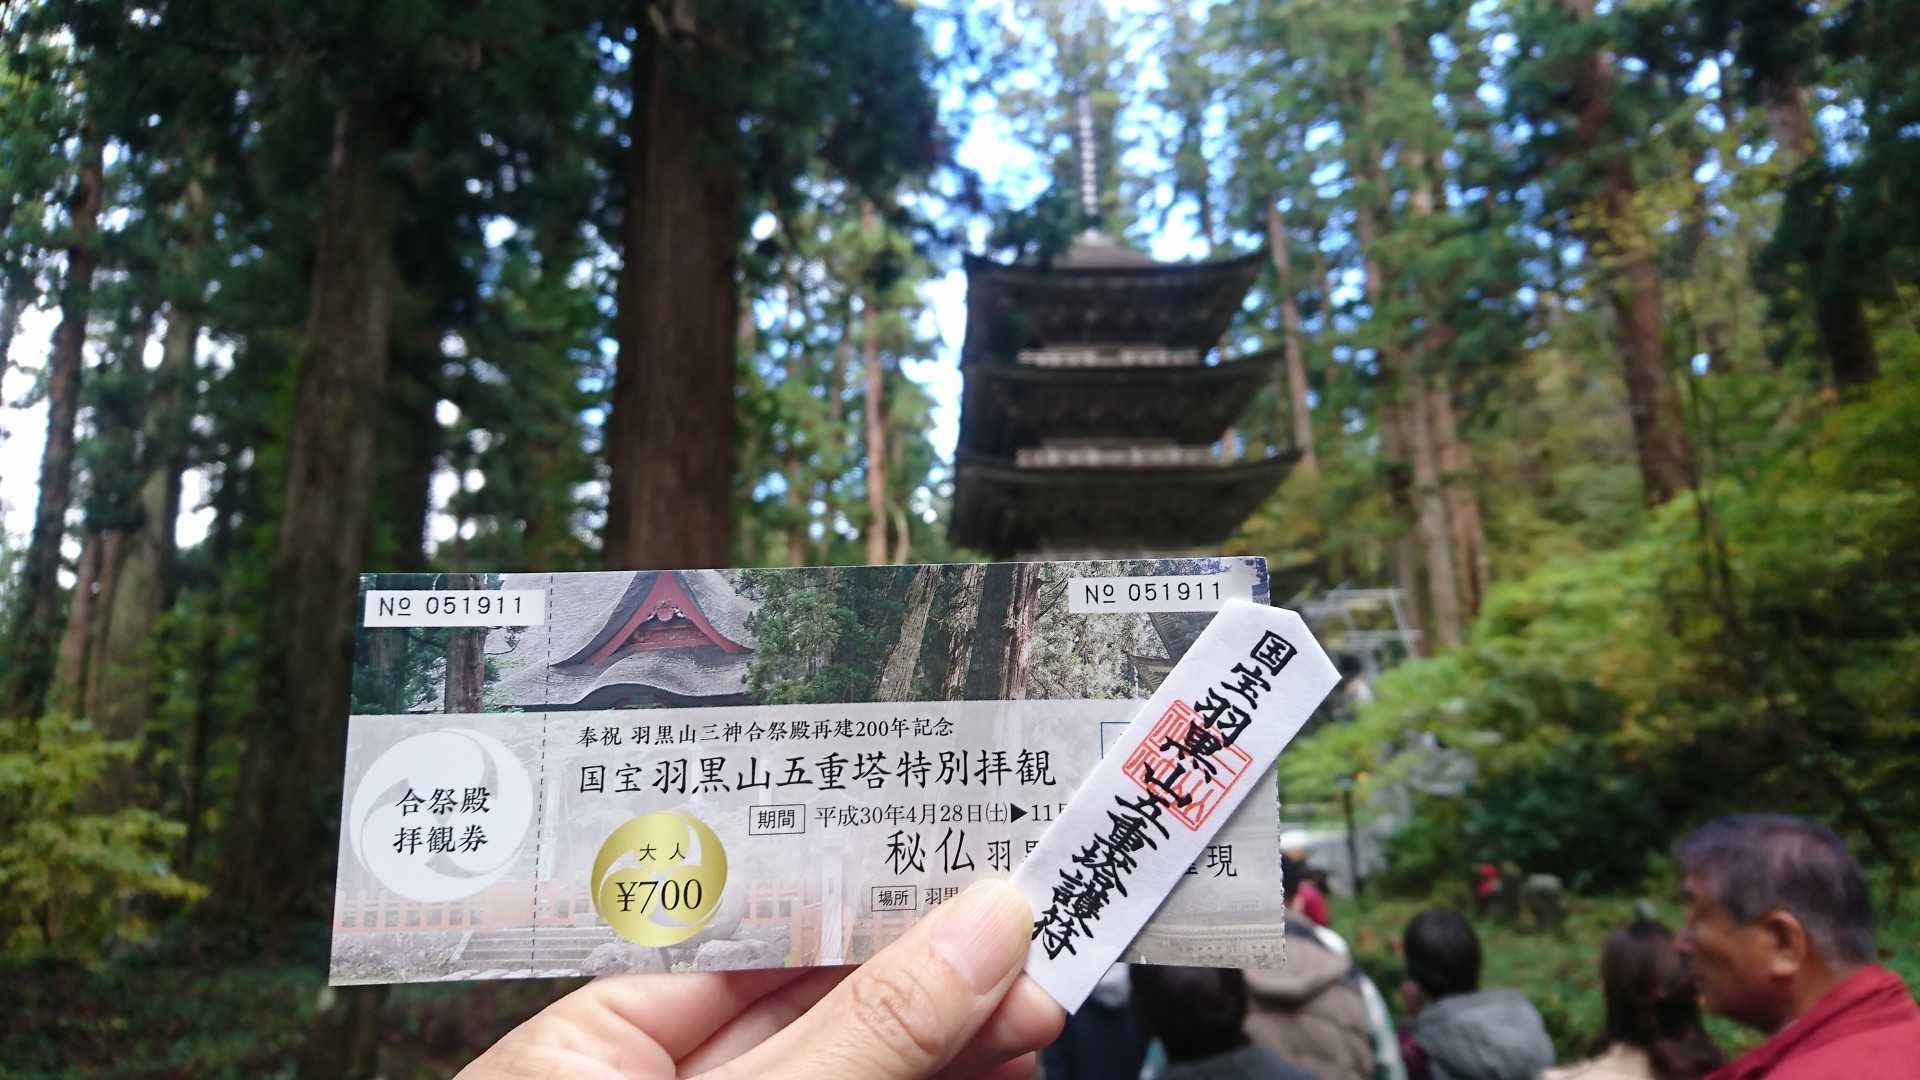 № 051911
№ 051911
奉祝 羽黒山三神合祭殿再建200年記念
国宝 羽黒山五重塔特別拝観
期間 平成30年4月28日(土)▶11
秘仏 羽
現
場所 羽黒
合祭殿
拝観券
大人
¥700
国宝羽黒山五重塔護符